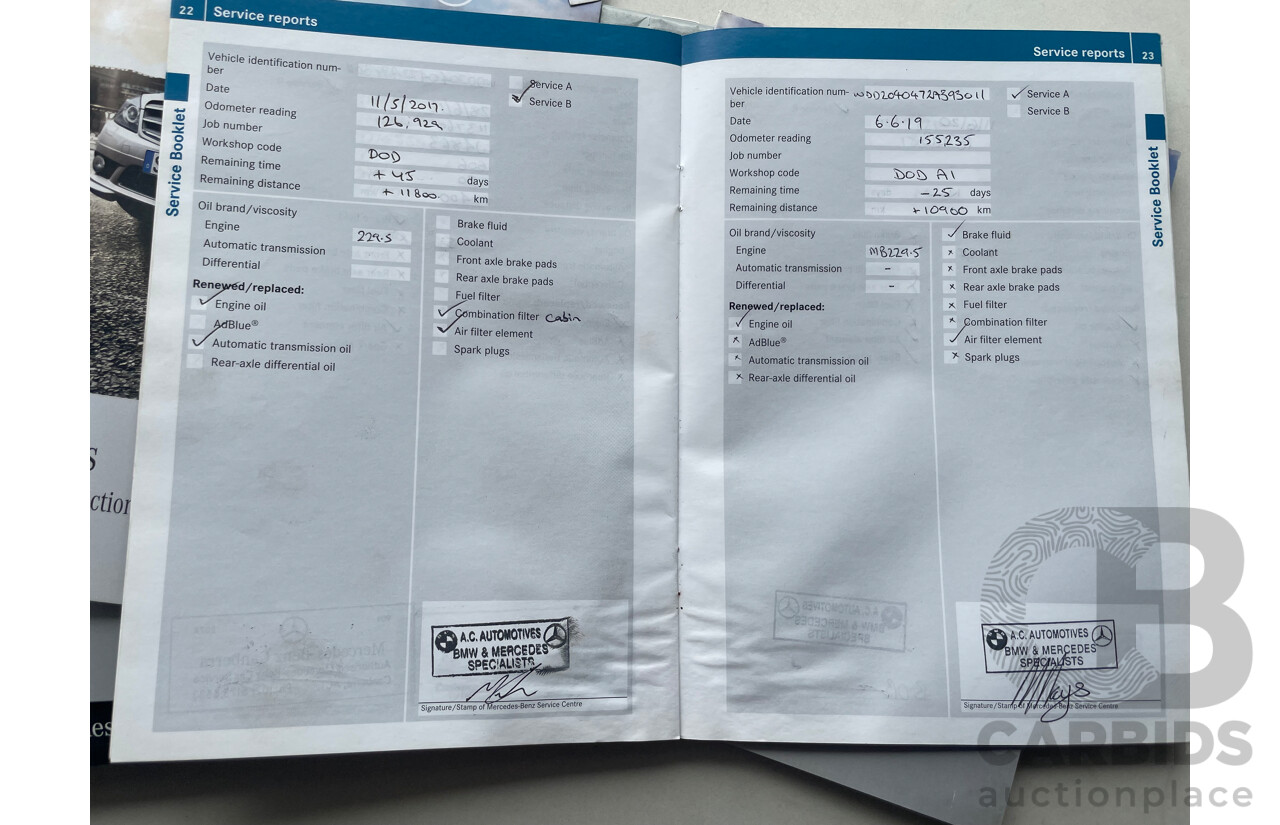 22 Service reports
Service Booklet
Vehicle identification num-
ber
Date 11/5/2017.
Odometer reading 126,929
Job number
Workshop code DOD
Remaining time + 45 days
Remaining distance + 11800 km
Service A
Service B
Oil brand/viscosity
Engine 229.5
Automatic transmission
Differential
Renewed/replaced:
Engine oil
AdBlue®
Automatic transmission oil
Rear-axle differential oil
Brake fluid
Coolant
Front axle brake pads
Rear axle brake pads
Fuel filter
Combination filter Cabin
Air filter element
Spark plugs
A.C. AUTOMOTIVES
BMW & MERCEDES
SPECIALISTS
Signature/Stamp of Mercedes-Benz Service Centre
Service reports 23
Service Booklet
Vehicle identification num-
ber
Date 6.6.19
Odometer reading 155235
Job number
Workshop code DOD A1
Remaining time -25 days
Remaining distance +10900 km
Service A
Service B
Oil brand/viscosity
Engine MB229.5
Automatic transmission -
Differential -
Renewed/replaced:
Engine oil
AdBlue®
Automatic transmission oil
Rear-axle differential oil
Brake fluid
Coolant
Front axle brake pads
Rear axle brake pads
Fuel filter
Combination filter
Air filter element
Spark plugs
A.C. AUTOMOTIVES
BMW & MERCEDES
SPECIALISTS
Signature/Stamp of Mercedes-Benz Service Centre
CARBIDS
auctionplace